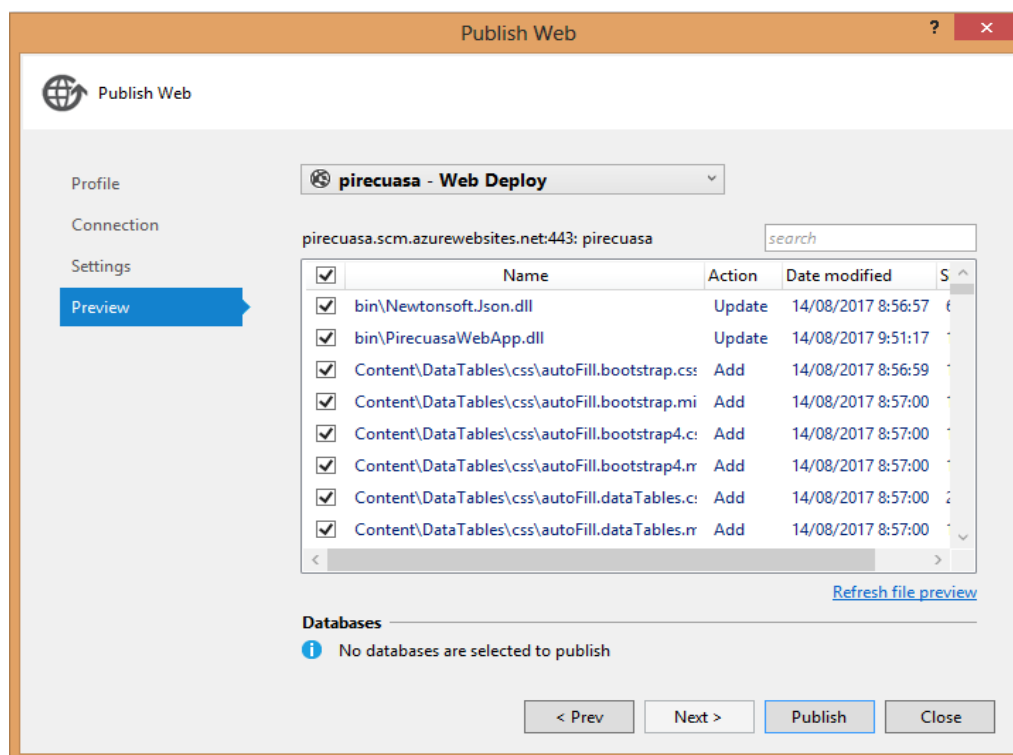 Publish Web
?
Publish Web
Profile
Connection
Settings
Preview
pirecuasa - Web Deploy
pirecuasa.scm.azurewebsites.net:443: pirecuasa
search
Name Action Date modified S
bin\Newtonsoft.Json.dll Update 14/08/2017 8:56:57
bin\PirecuasaWebApp.dll Update 14/08/2017 9:51:17
Content\DataTables\css\autoFill.bootstrap.css Add 14/08/2017 8:56:59
Content\DataTables\css\autoFill.bootstrap.mi Add 14/08/2017 8:57:00
Content\DataTables\css\autoFill.bootstrap4.c Add 14/08/2017 8:57:00
Content\DataTables\css\autoFill.bootstrap4.m Add 14/08/2017 8:57:00
Content\DataTables\css\autoFill.dataTables.c Add 14/08/2017 8:57:00
Content\DataTables\css\autoFill.dataTables.m Add 14/08/2017 8:57:00
Refresh file preview
Databases
No databases are selected to publish
< Prev
Next >
Publish
Close